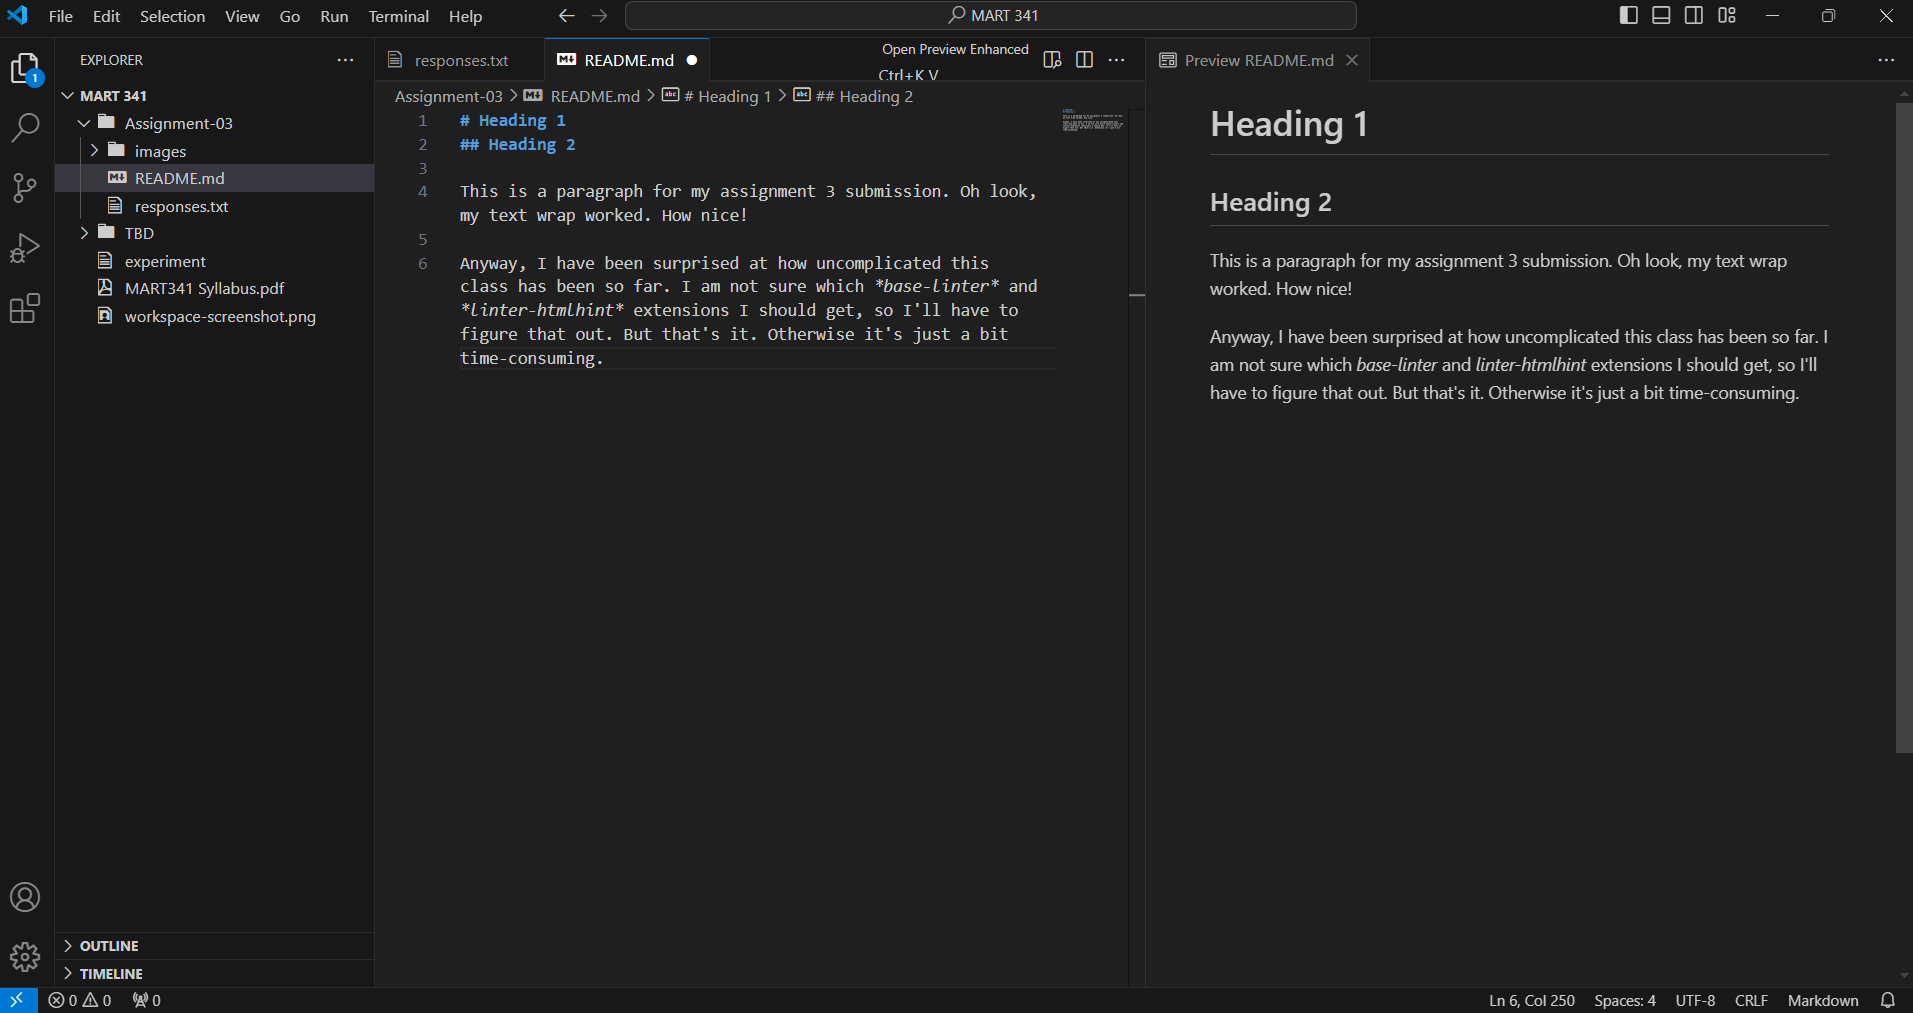 File Edit Selection View Go Run Terminal Help
MART 341
EXPLORER
1
MART 341
Assignment-03
images
README.md
responses.txt
TBD
experiment
MART341 Syllabus.pdf
workspace-screenshot.png
OUTLINE
TIMELINE
responses.txt
README.md
Open Preview Enhanced
Ctrl+K V
Assignment-03 > README.md > # Heading 1 > ## Heading 2
1 # Heading 1
2 ## Heading 2
3
4 This is a paragraph for my assignment 3 submission. Oh look,
my text wrap worked. How nice!
5
6 Anyway, I have been surprised at how uncomplicated this
class has been so far. I am not sure which *base-linter* and
*linter-htmlhint* extensions I should get, so I'll have to
figure that out. But that's it. Otherwise it's just a bit
time-consuming.
Preview README.md
Heading 1
Heading 2
This is a paragraph for my assignment 3 submission. Oh look, my text wrap
worked. How nice!
Anyway, I have been surprised at how uncomplicated this class has been so far. I
am not sure which base-linter and linter-htmlhint extensions I should get, so I'll
have to figure that out. But that's it. Otherwise it's just a bit time-consuming.
0 0 0
Ln 6, Col 250 Spaces: 4 UTF-8 CRLF Markdown